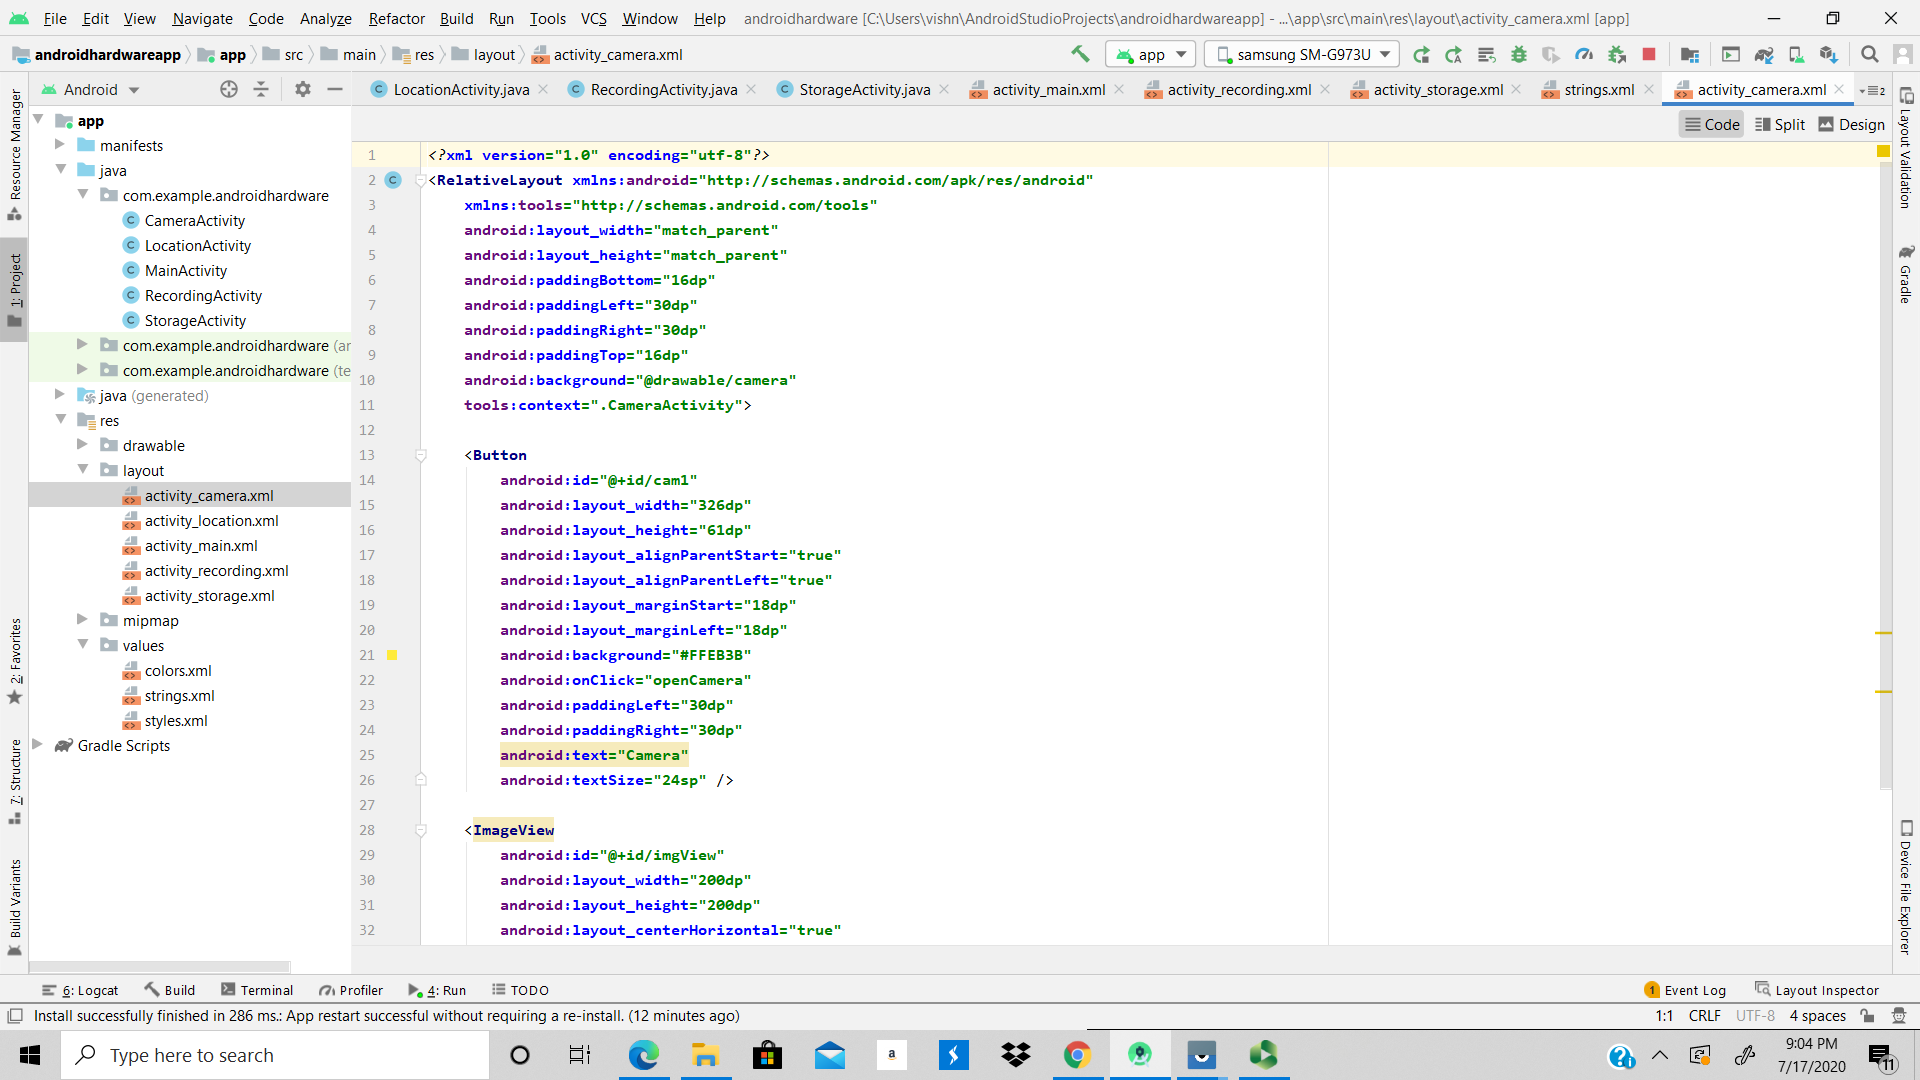 File Edit View Navigate Code Analyze Refactor Build Run Tools VCS Window Help androidhardware [C:\Users\vishn\AndroidStudioProjects\androidhardwareapp] - ...\app\src\main\res\layout\activity_camera.xml [app]
androidhardwareapp app src main res layout activity_camera.xml app samsung SM-G973U
Android LocationActivity.java RecordingActivity.java StorageActivity.java activity_main.xml activity_recording.xml activity_storage.xml strings.xml activity_camera.xml 2
Code Split Design
Resource Manager
1: Project
2: Favorites
7: Structure
Build Variants
app
manifests
java
com.example.androidhardware
CameraActivity
LocationActivity
MainActivity
RecordingActivity
StorageActivity
com.example.androidhardware (ar
com.example.androidhardware (te
java (generated)
res
drawable
layout
activity_camera.xml
activity_location.xml
activity_main.xml
activity_recording.xml
activity_storage.xml
mipmap
values
colors.xml
strings.xml
styles.xml
Gradle Scripts
1 <?xml version="1.0" encoding="utf-8"?>
2 <RelativeLayout xmlns:android="http://schemas.android.com/apk/res/android"
3 xmlns:tools="http://schemas.android.com/tools"
4 android:layout_width="match_parent"
5 android:layout_height="match_parent"
6 android:paddingBottom="16dp"
7 android:paddingLeft="30dp"
8 android:paddingRight="30dp"
9 android:paddingTop="16dp"
10 android:background="@drawable/camera"
11 tools:context=".CameraActivity">
12
13 <Button
14 android:id="@+id/cam1"
15 android:layout_width="326dp"
16 android:layout_height="61dp"
17 android:layout_alignParentStart="true"
18 android:layout_alignParentLeft="true"
19 android:layout_marginStart="18dp"
20 android:layout_marginLeft="18dp"
21 android:background="#FFEB3B"
22 android:onClick="openCamera"
23 android:paddingLeft="30dp"
24 android:paddingRight="30dp"
25 android:text="Camera"
26 android:textSize="24sp" />
27
28 <ImageView
29 android:id="@+id/imgView"
30 android:layout_width="200dp"
31 android:layout_height="200dp"
32 android:layout_centerHorizontal="true"
Layout Validation
Gradle
Device File Explorer
6: Logcat Build Terminal Profiler 4: Run TODO 1 Event Log Layout Inspector
Install successfully finished in 286 ms.: App restart successful without requiring a re-install. (12 minutes ago) 1:1 CRLF UTF-8 4 spaces
Type here to search
a
9:04 PM
7/17/2020
11